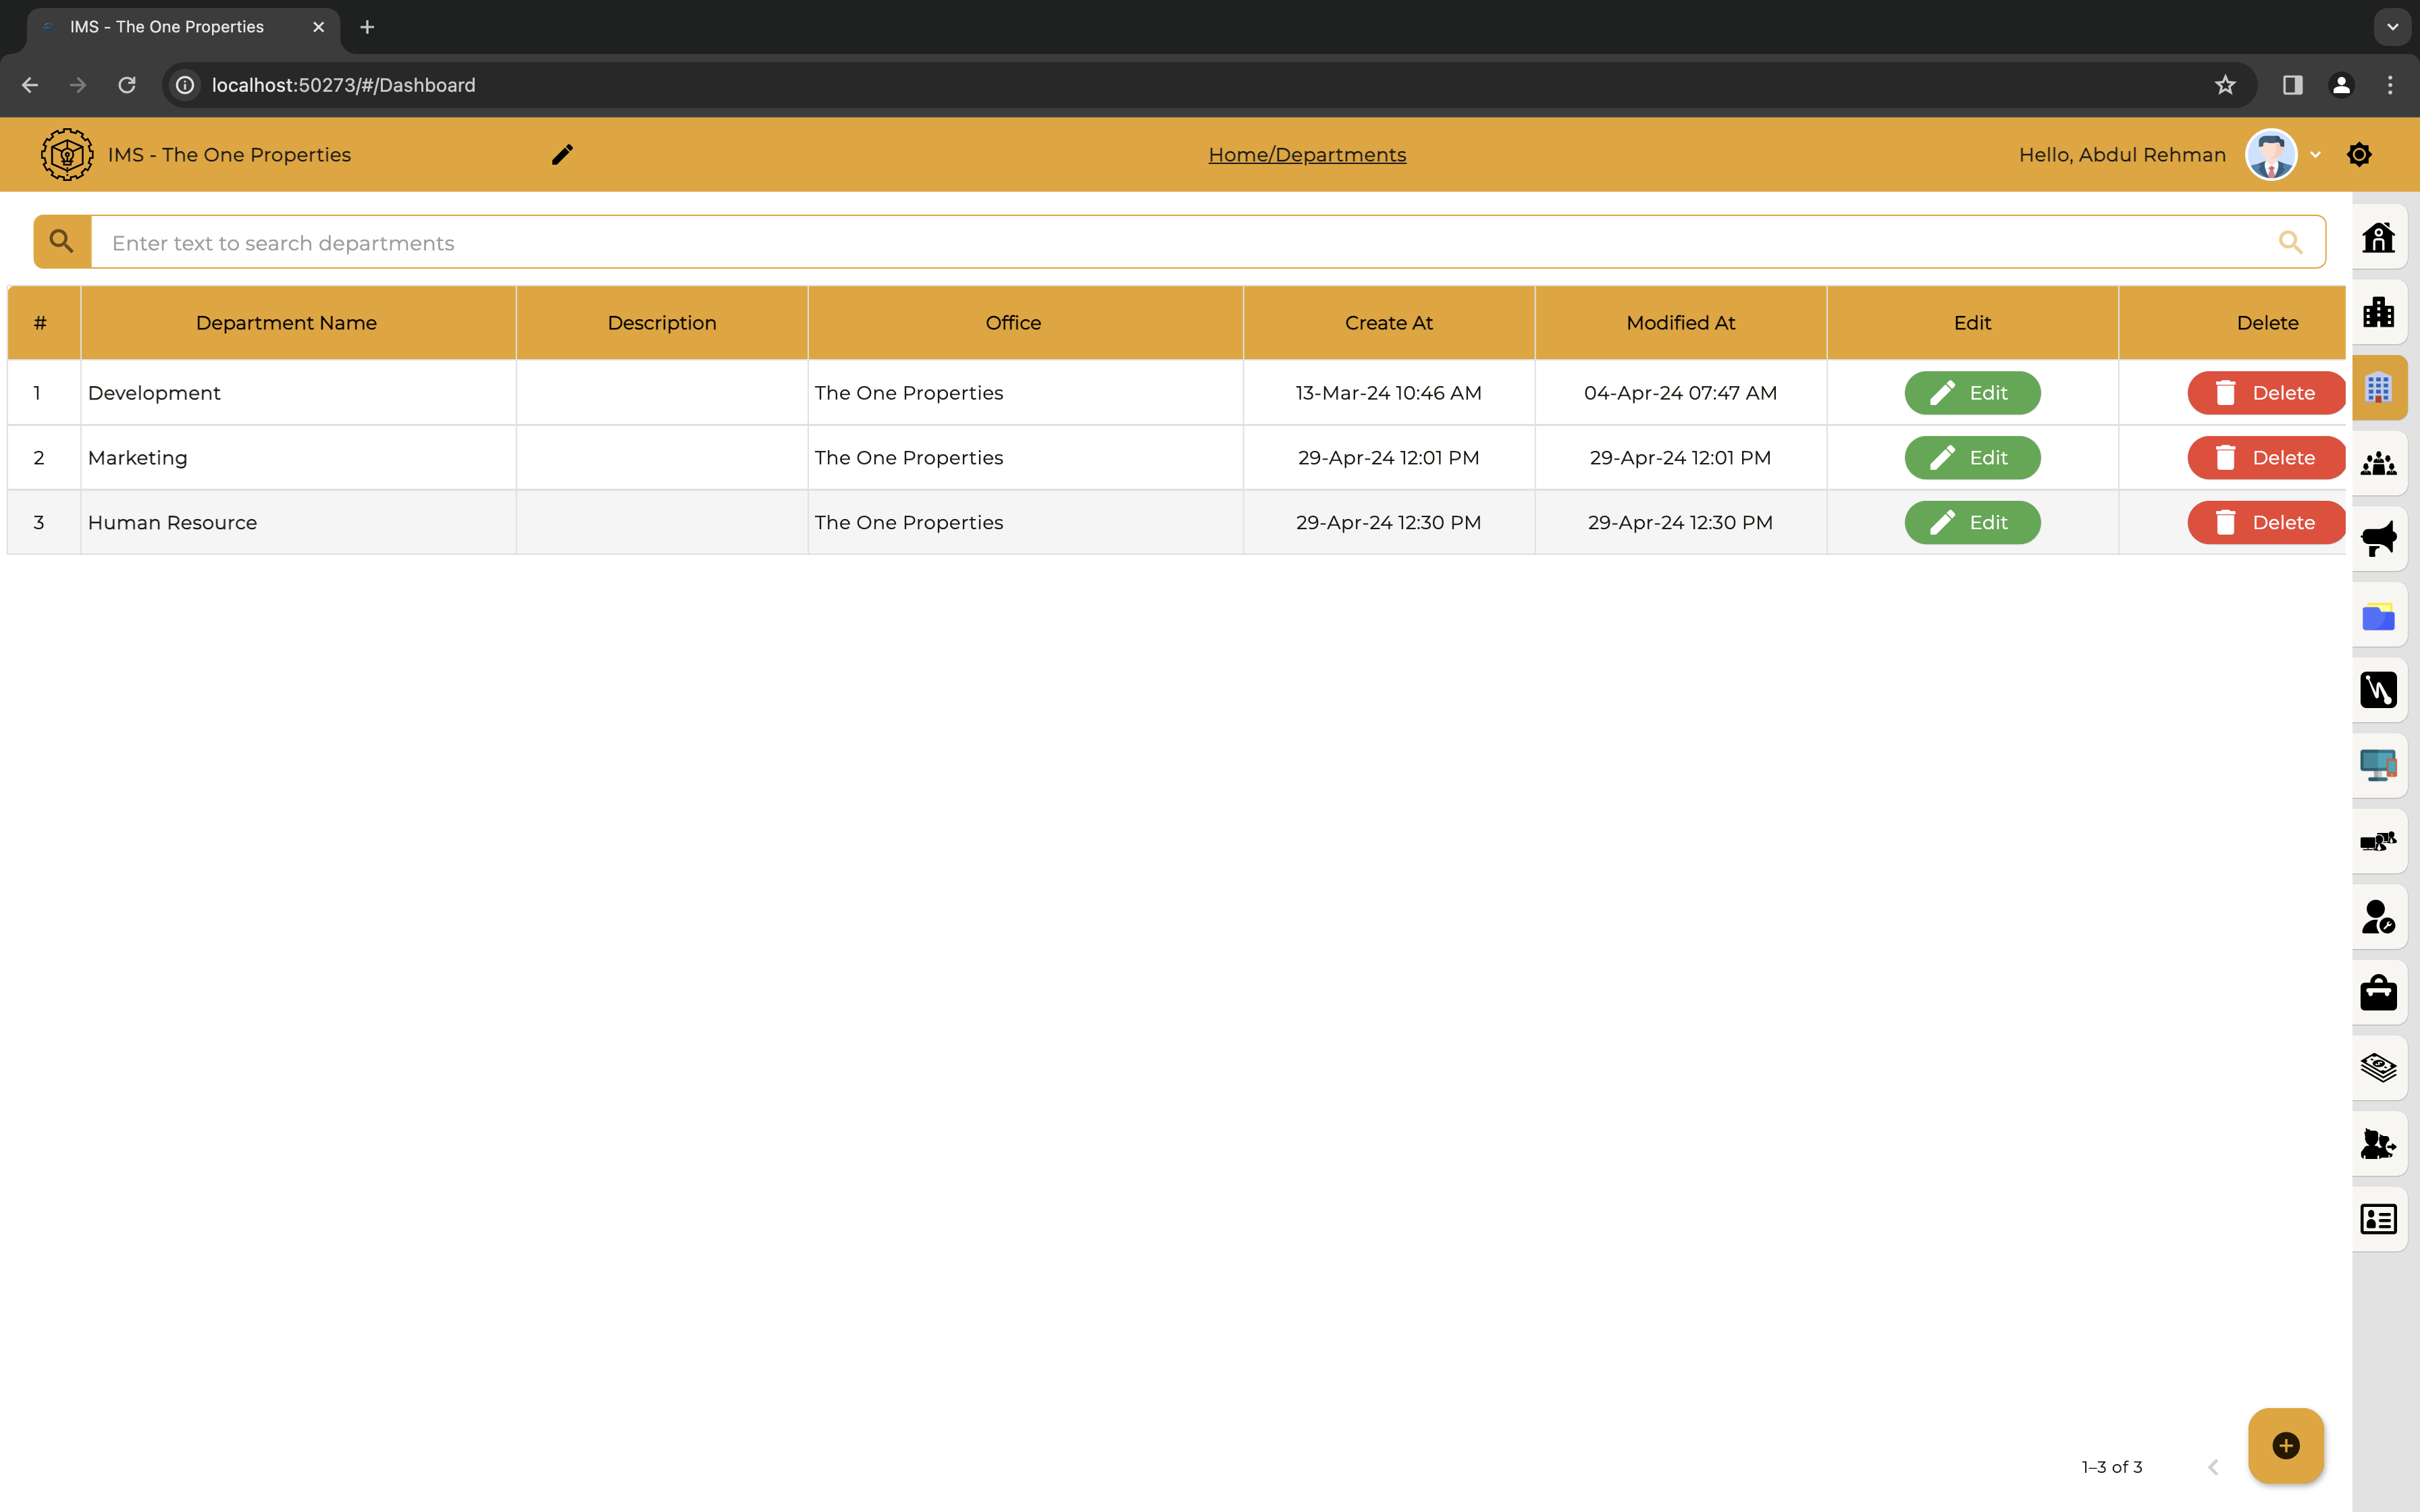 IMS - The One Properties
localhost:50273/#/Dashboard
IMS - The One Properties Home/Departments Hello, Abdul Rehman
Enter text to search departments
# Department Name Description Office Create At Modified At Edit Delete
1 Development The One Properties 13-Mar-24 10:46 AM 04-Apr-24 07:47 AM Edit Delete
2 Marketing The One Properties 29-Apr-24 12:01 PM 29-Apr-24 12:01 PM Edit Delete
3 Human Resource The One Properties 29-Apr-24 12:30 PM 29-Apr-24 12:30 PM Edit Delete
1–3 of 3